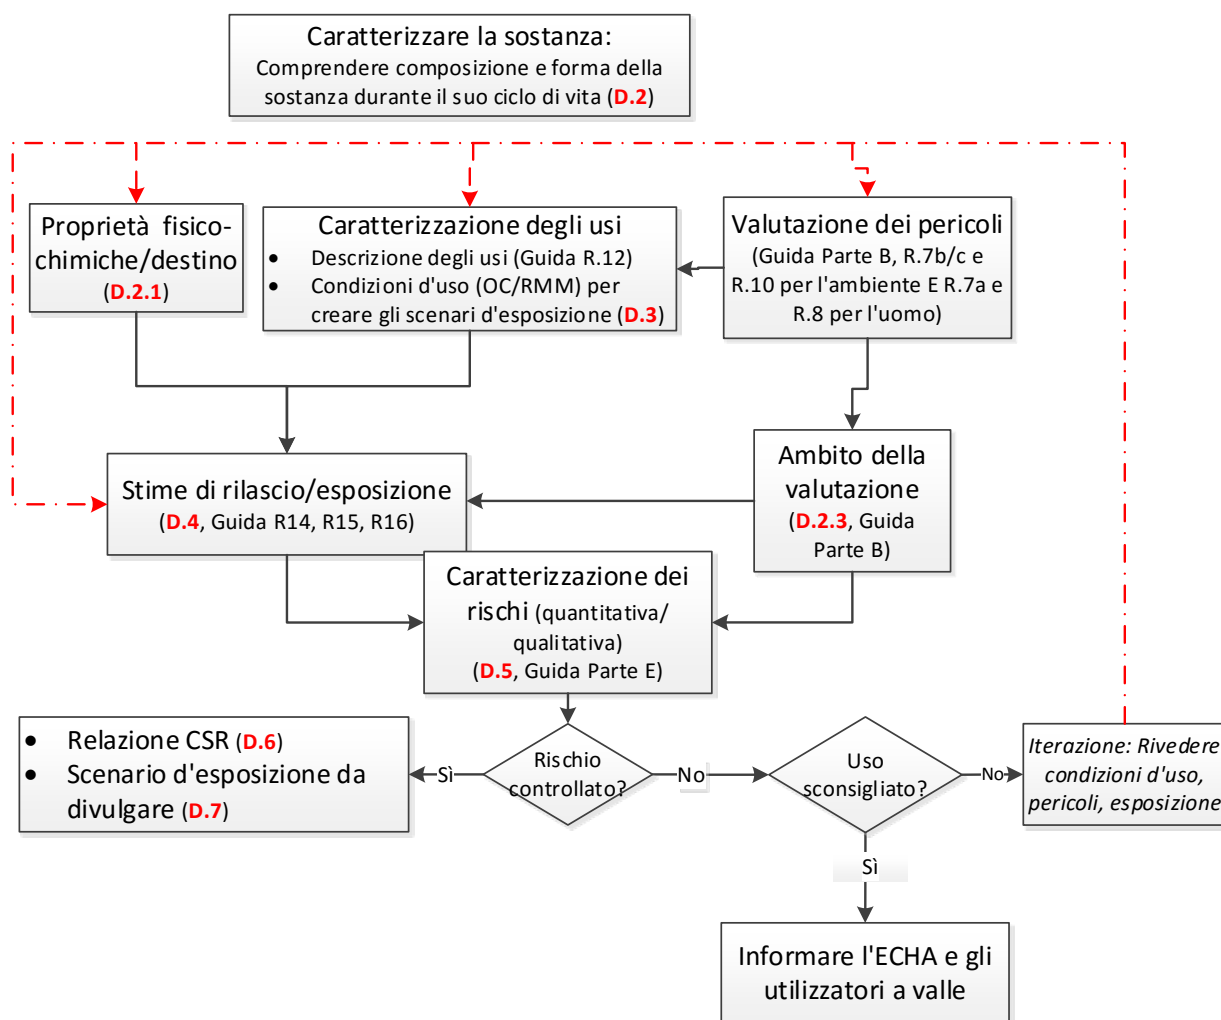 Caratterizzare la sostanza:
Comprendere composizione e forma della
sostanza durante il suo ciclo di vita (D.2)
Proprietà fisico-
chimiche/destino
(D.2.1)
Caratterizzazione degli usi
• Descrizione degli usi (Guida R.12)
• Condizioni d'uso (OC/RMM) per
creare gli scenari d'esposizione (D.3)
Valutazione dei pericoli
(Guida Parte B, R.7b/c e
R.10 per l'ambiente E R.7a e
R.8 per l'uomo)
Stime di rilascio/esposizione
(D.4, Guida R14, R15, R16)
Ambito della
valutazione
(D.2.3, Guida
Parte B)
Caratterizzazione dei
rischi (quantitativa/
qualitativa)
(D.5, Guida Parte E)
• Relazione CSR (D.6)
• Scenario d'esposizione da
divulgare (D.7)
Sì
Rischio
controllato?
No
Uso
sconsigliato?
No
Iterazione: Rivedere
condizioni d'uso,
pericoli, esposizione
Sì
Informare l'ECHA e gli
utilizzatori a valle